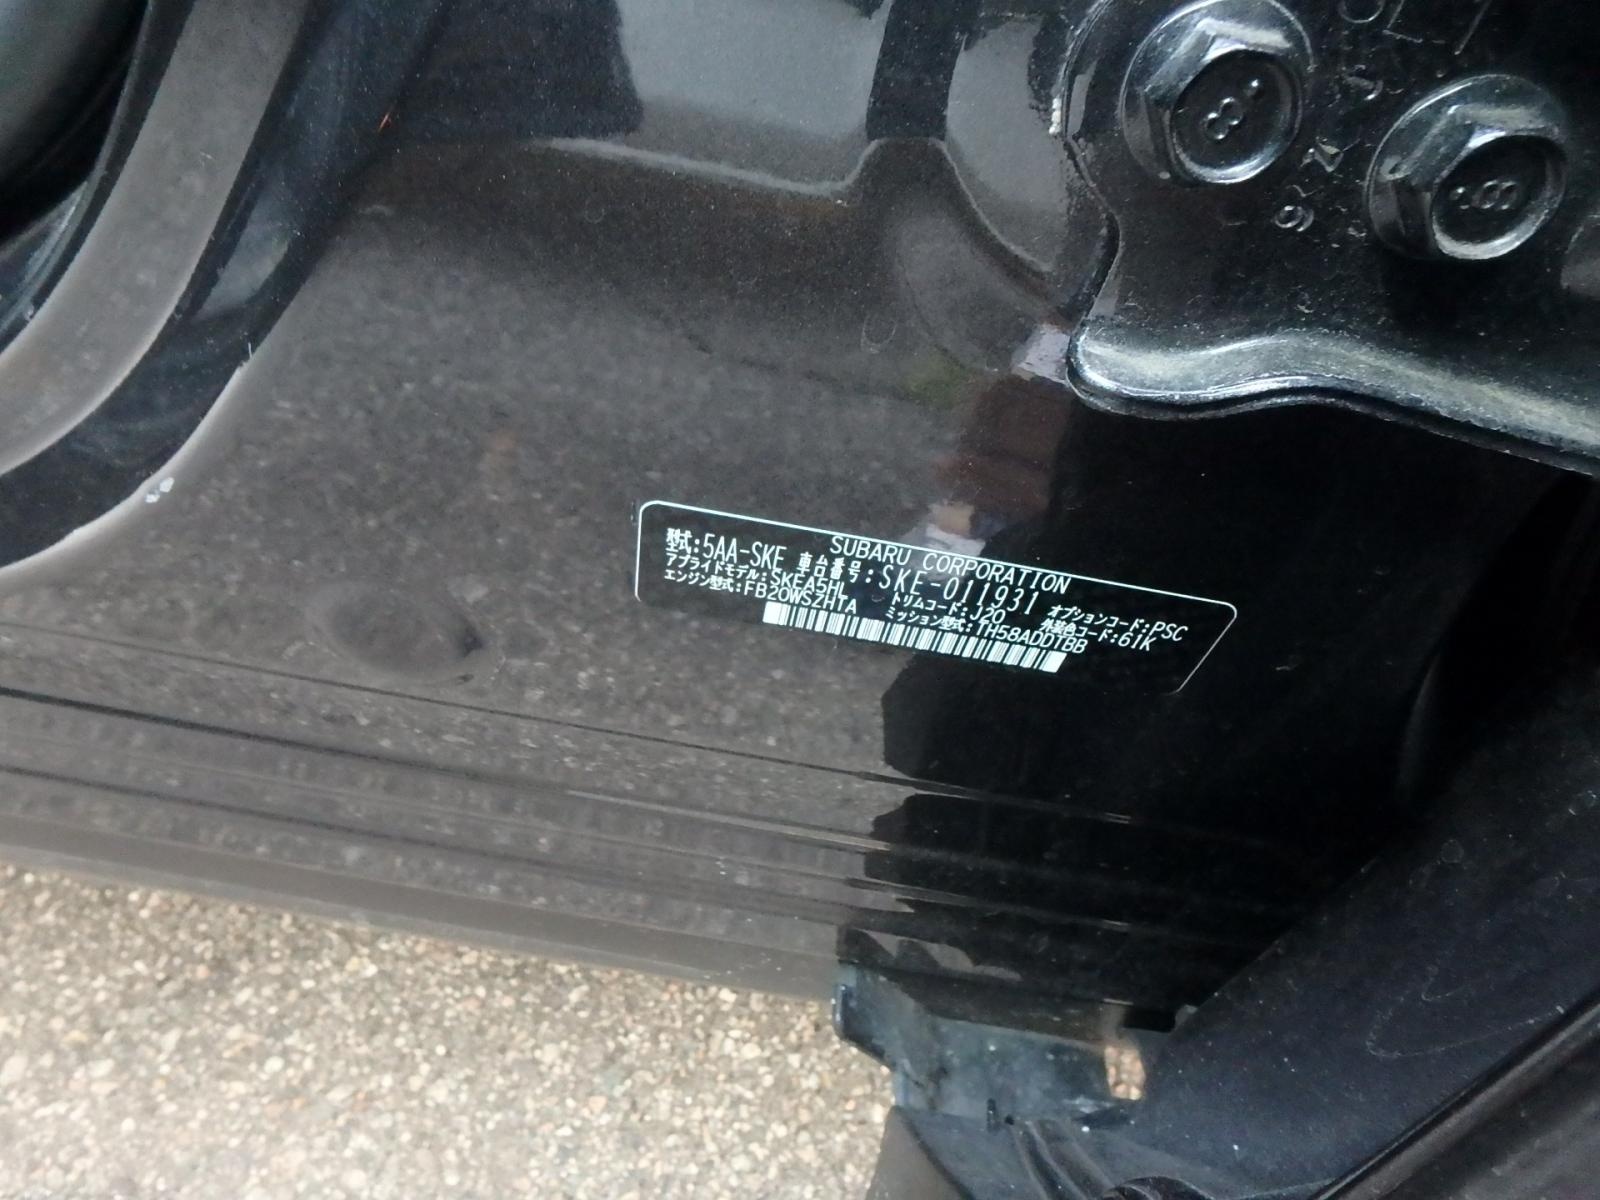 SUBARU CORPORATION
型式:5AA-SKE 車台番号:SKE-011931
アプライドモデル:SKEA5HL トリムコード:J20 オプションコード:PSC
エンジン型式:FB20WSZHTA ミッション型式:TH58ADDTBB 外装色コード:61K
8
8